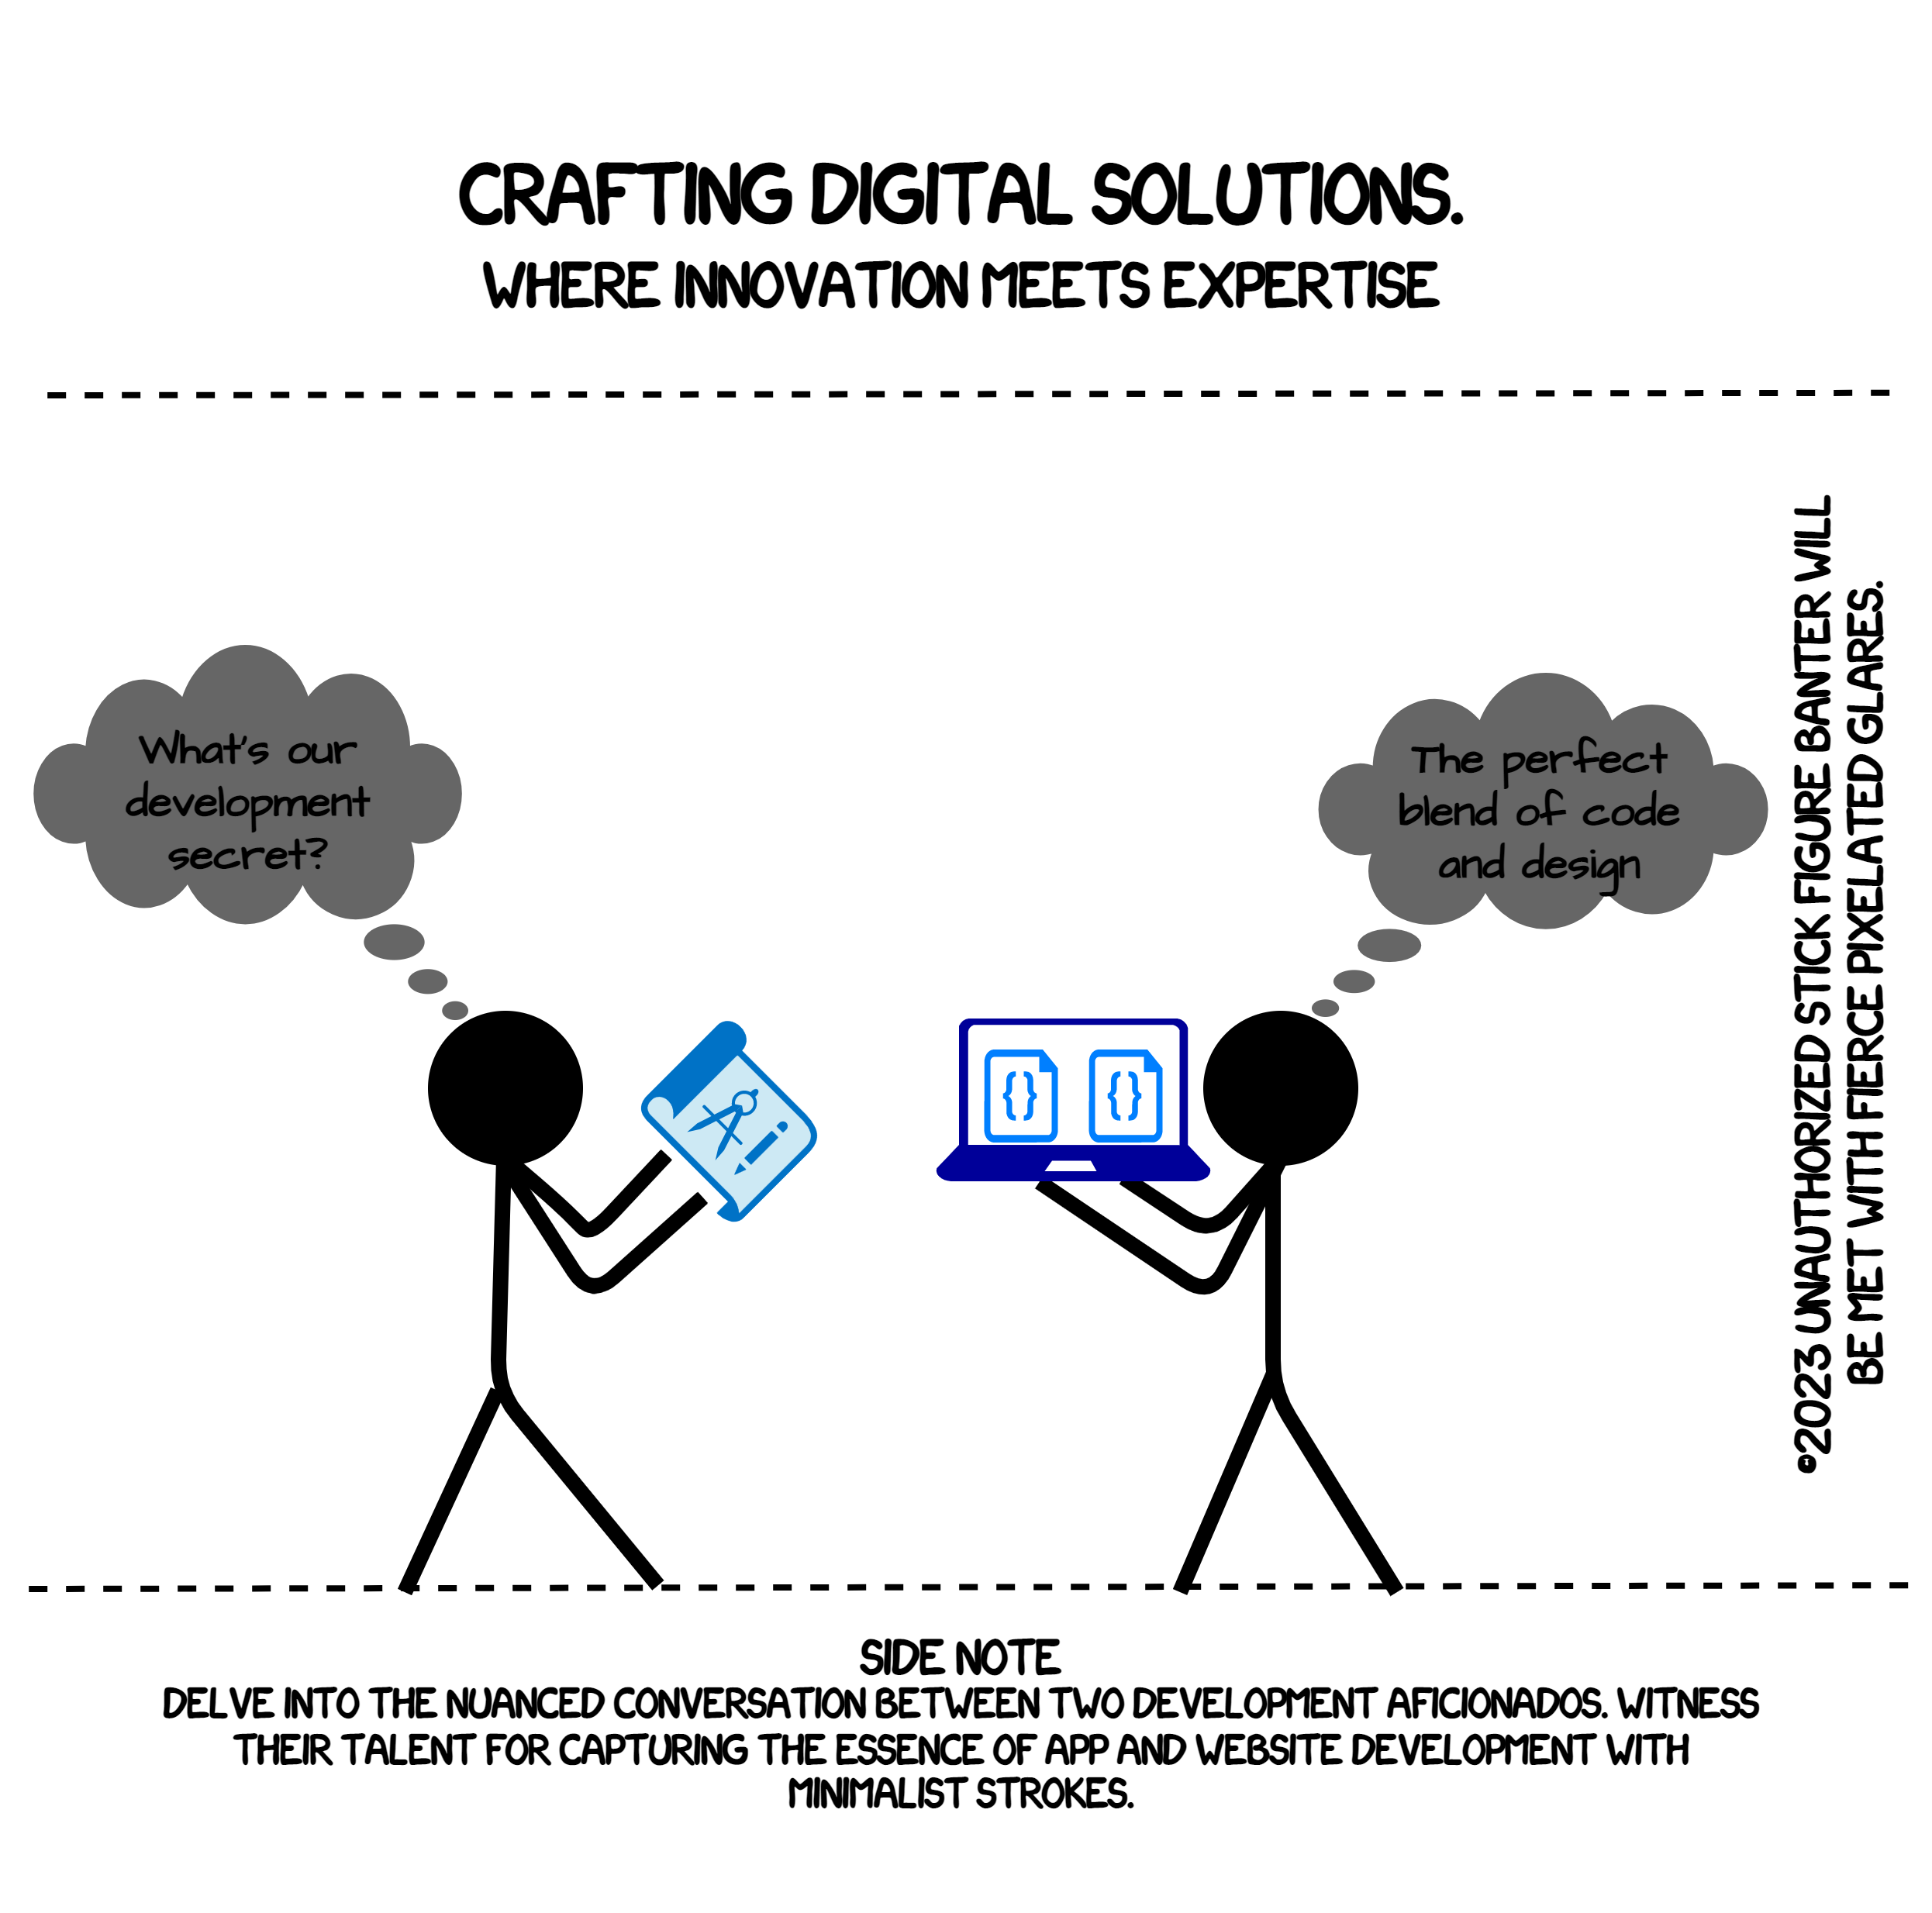 CRAFTING DIGITAL SOLUTIONS.
WHERE INNOVATION MEETS EXPERTISE
What's our
development
secret?
The perfect
blend of code
and design
{ } { }
©2023 UNAUTHORIZED STICK FIGURE BANTER WILL
BE MET WITH FIERCE PIXELATED GLARES.
SIDE NOTE
DELVE INTO THE NUANCED CONVERSATION BETWEEN TWO DEVELOPMENT AFICIONADOS. WITNESS
THEIR TALENT FOR CAPTURING THE ESSENCE OF APP AND WEBSITE DEVELOPMENT WITH
MINIMALIST STROKES.